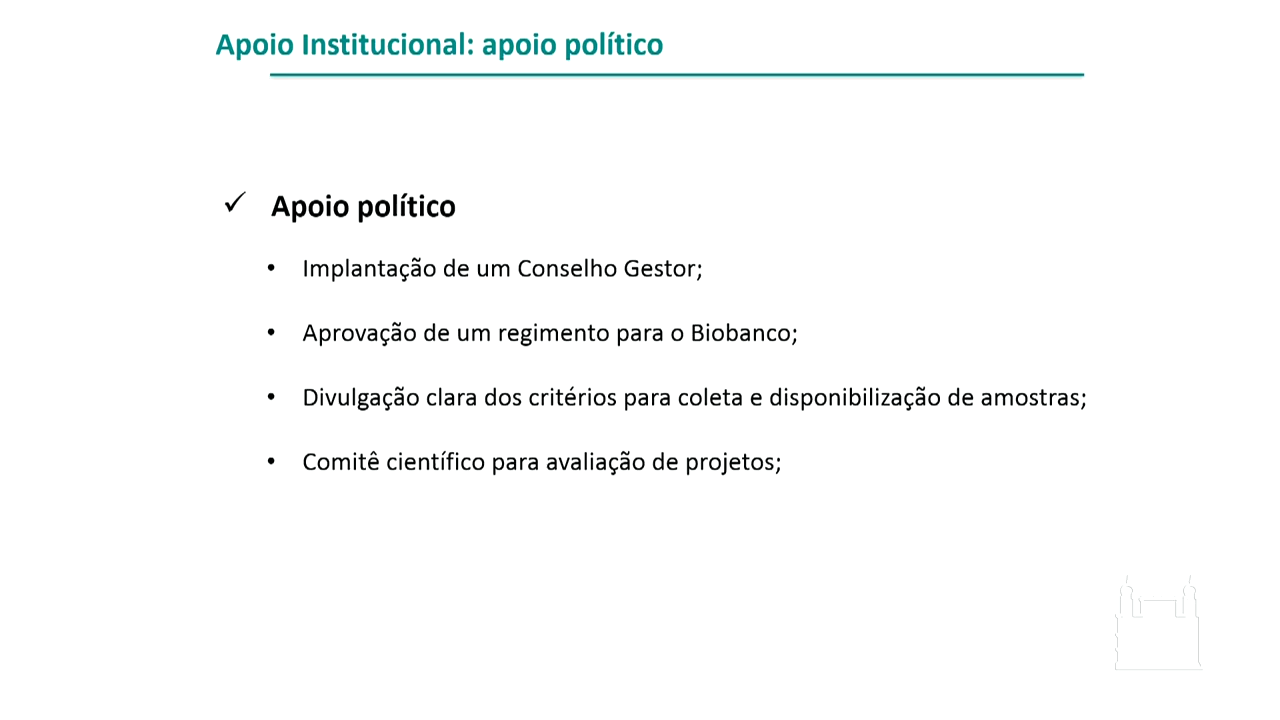 Apoio Institucional: apoio político
✓ Apoio político
• Implantação de um Conselho Gestor;
• Aprovação de um regimento para o Biobanco;
• Divulgação clara dos critérios para coleta e disponibilização de amostras;
• Comitê científico para avaliação de projetos;